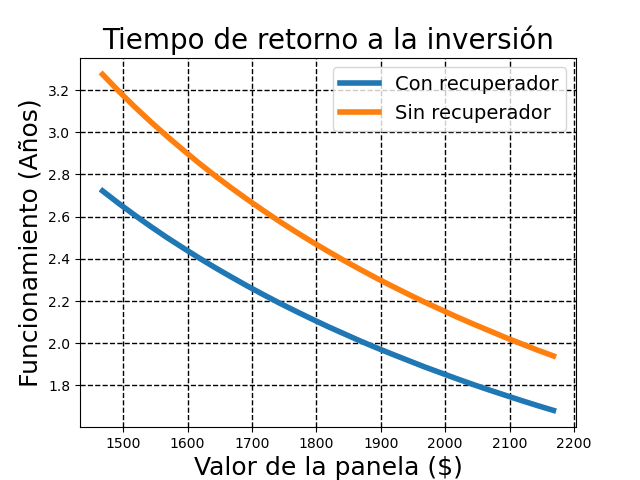 Tiempo de retorno a la inversión
Con recuperador
Sin recuperador
Funcionamiento (Años)
3.2
3.0
2.8
2.6
2.4
2.2
2.0
1.8
1500 1600 1700 1800 1900 2000 2100 2200
Valor de la panela ($)